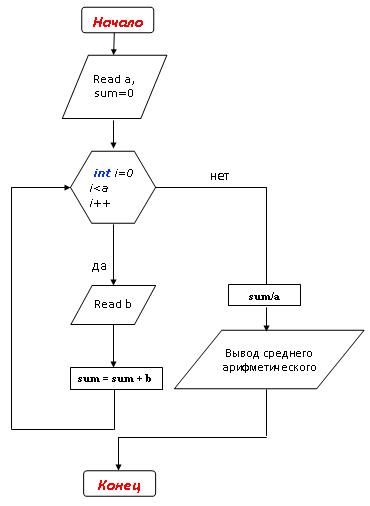 Начало
Read a,
sum=0
int i=0
i<a
i++
нет
да
sum/a
Read b
Вывод среднего
арифметического
sum = sum + b
Конец